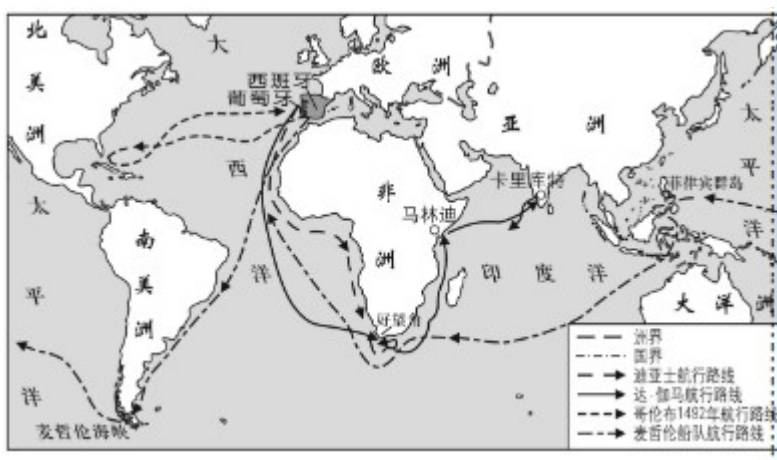 北美洲
大西洋
欧洲
亚洲
西班牙
葡萄牙
太平洋
非洲
卡里库特
马林迪
菲律宾群岛
太平洋
南美洲
印度洋
大洋洲
好望角
麦哲伦海峡
洲界
国界
迪亚士航行路线
达·伽马航行路线
哥伦布1492年航行路线
麦哲伦船队航行路线